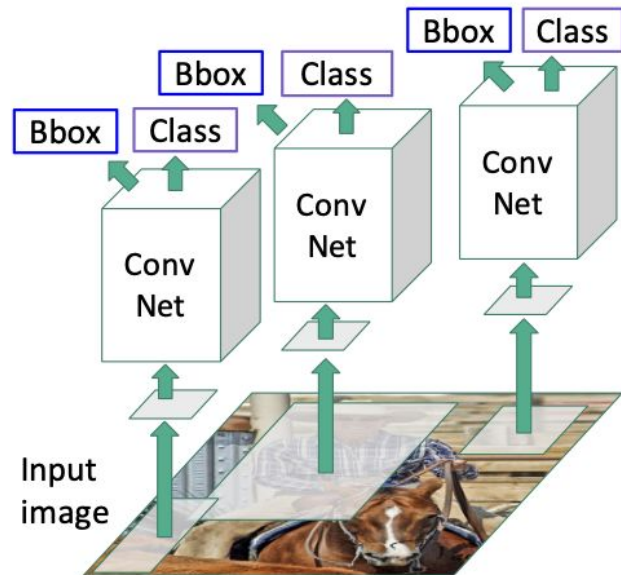 Bbox
Class
Bbox
Class
Bbox
Class
Conv
Net
Conv
Net
Conv
Net
Input
image